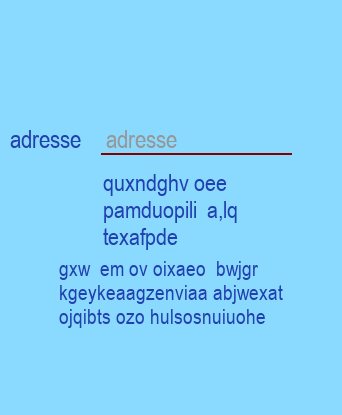 adresse adresse
quxndghv oee
pamduopili a,lq
texafpde
gxw em ov oixaeo bwjgr
kgeykeaagzenviaa abjwexat
ojqibts ozo hulsosnuiuohe